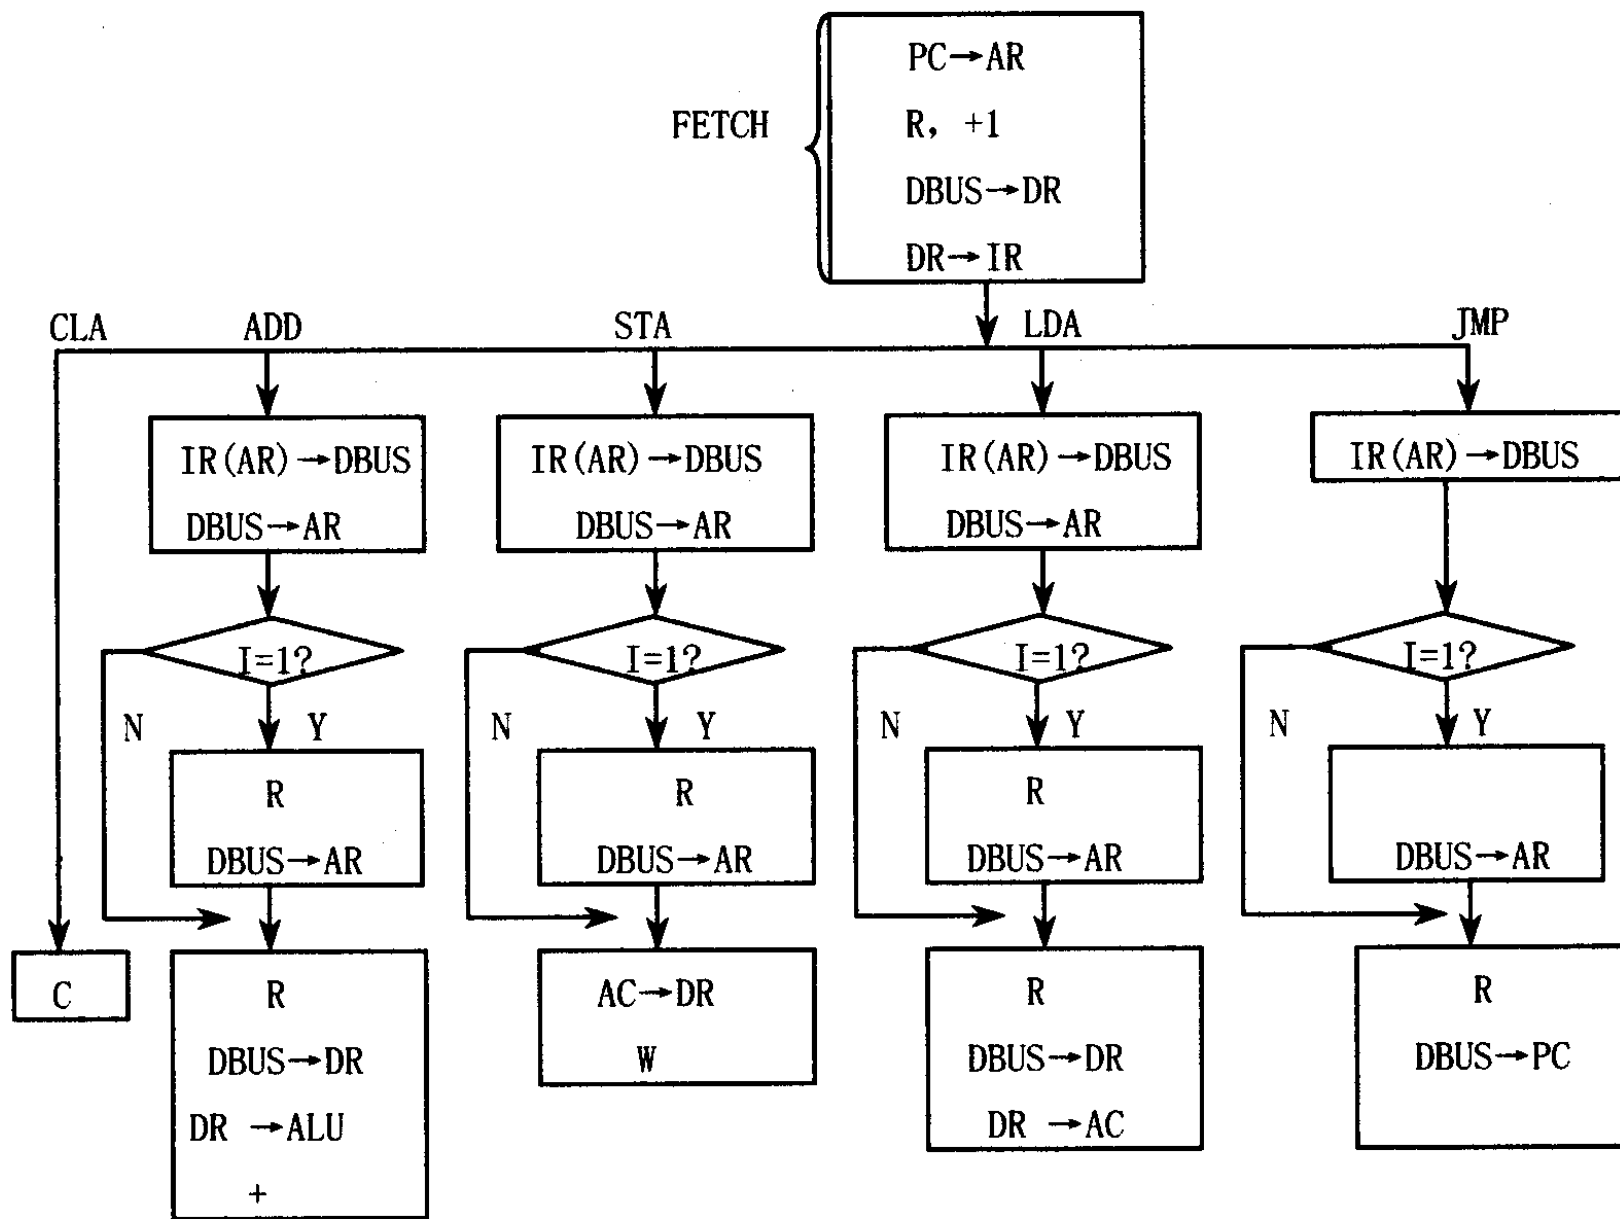 PC→AR
FETCH
R, +1
DBUS→DR
DR→IR
CLA
ADD
STA
LDA
JMP
IR(AR)→DBUS
DBUS→AR
IR(AR)→DBUS
DBUS→AR
IR(AR)→DBUS
DBUS→AR
IR(AR)→DBUS
I=1?
I=1?
I=1?
I=1?
N
Y
N
Y
N
Y
N
Y
R
DBUS→AR
R
DBUS→AR
R
DBUS→AR
DBUS→AR
C
R
DBUS→DR
DR →ALU
+
AC→DR
W
R
DBUS→DR
DR →AC
R
DBUS→PC